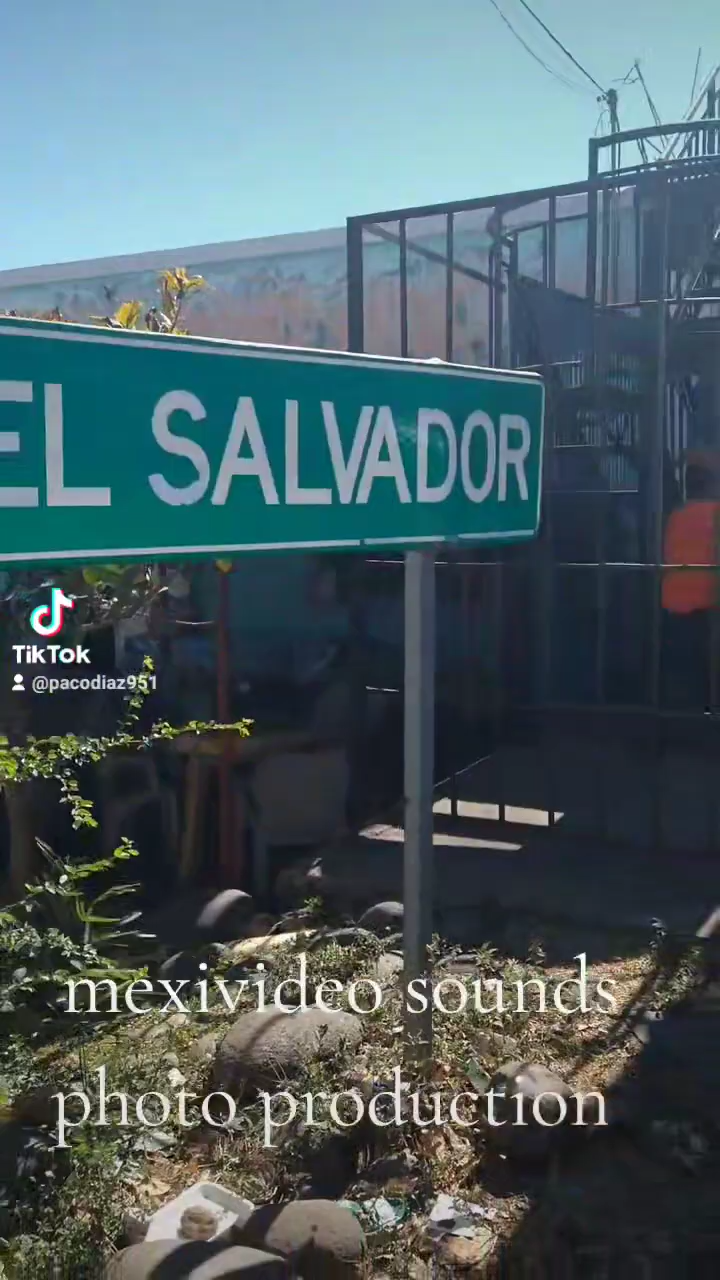 EL SALVADOR
TikTok
@pacodiaz951
mexivideo sounds
photo production